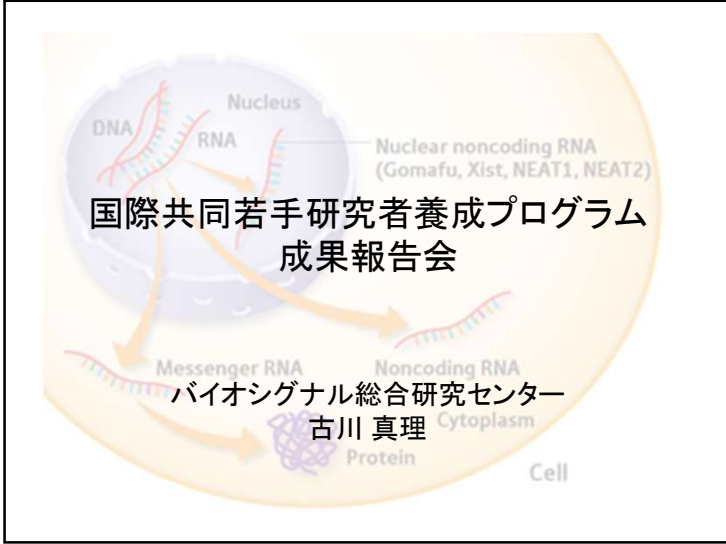 DNA
RNA
Nucleus
Nuclear noncoding RNA
(Gomafu, Xist, NEAT1, NEAT2)
国際共同若手研究者養成プログラム
成果報告会
Messenger RNA
Noncoding RNA
バイオシグナル総合研究センター
古川 真理
Cytoplasm
Protein
Cell